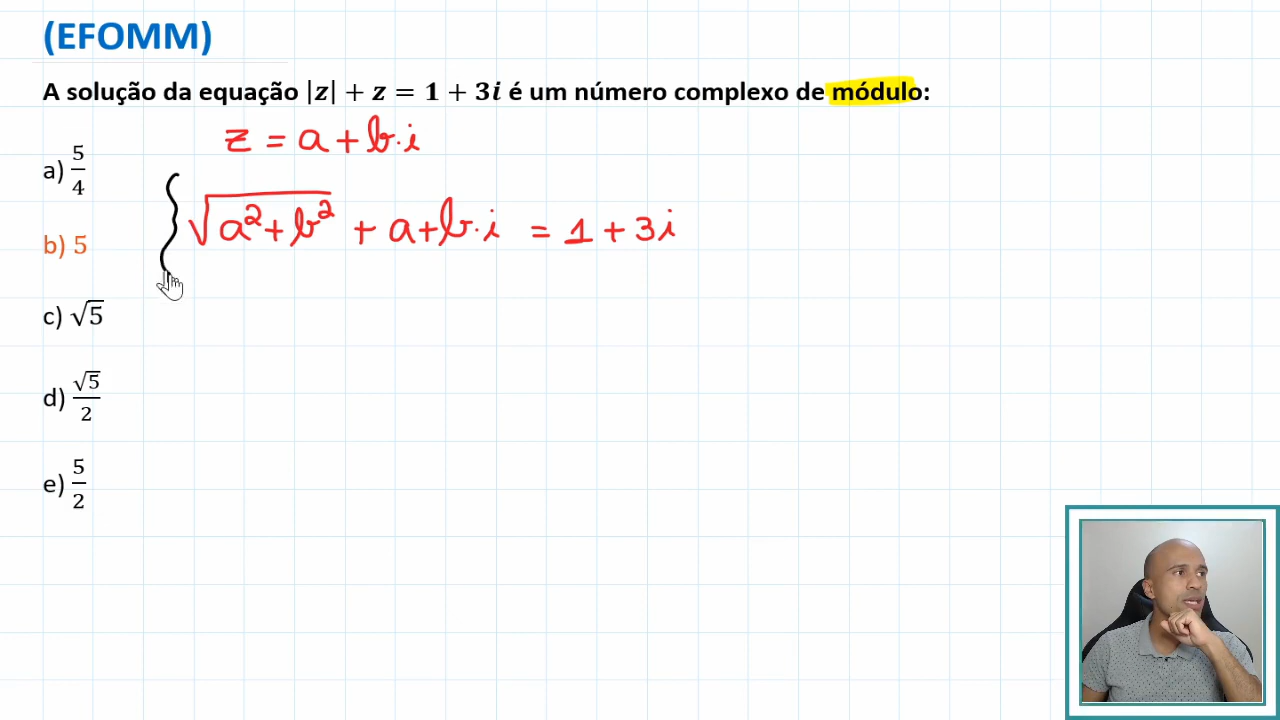 (EFOMM)
A solução da equação |z| + z = 1 + 3i é um número complexo de módulo:
z = a + b·i
a) 5/4
√(a² + b²) + a + b·i = 1 + 3i
b) 5
c) √5
d) √5/2
e) 5/2